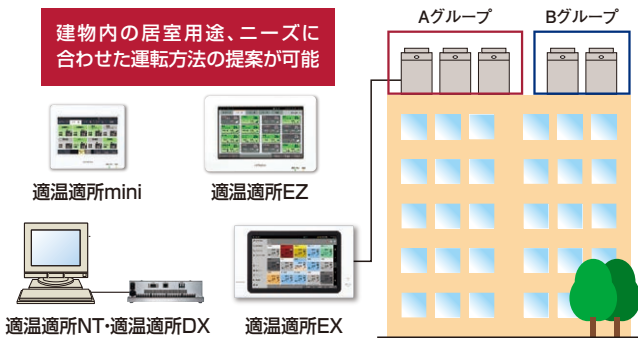 建物内の居室用途、ニーズに
合わせた運転方法の提案が可能
Aグループ
Bグループ
適温適所mini
適温適所EZ
適温適所NT・適温適所DX
適温適所EX